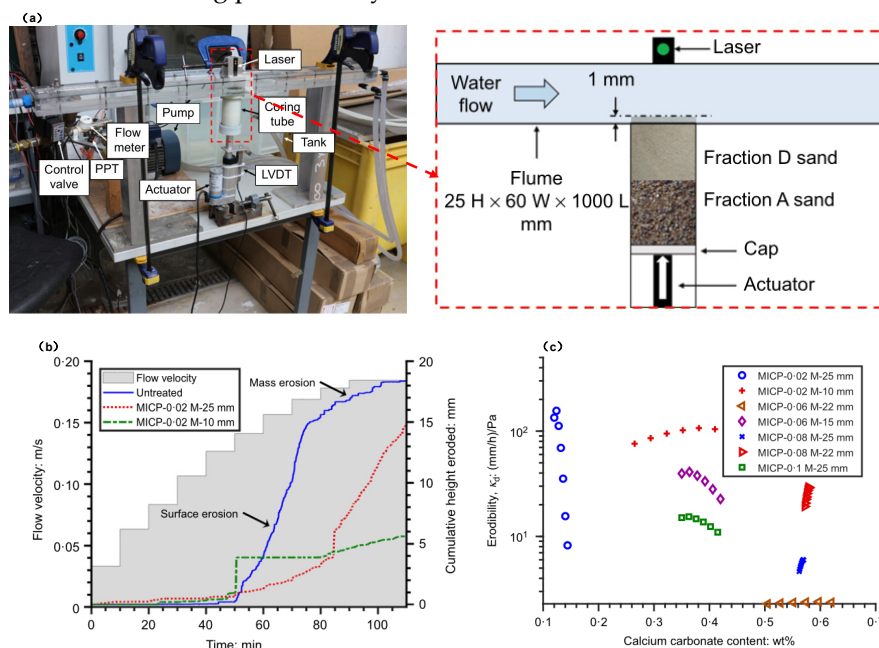 (a)
Laser
Pump
Curing
tube
Flow
meter
Tank
Control
valve
PPT
Actuator
LVDT
Laser
Water
flow
1 mm
Fraction D sand
Flume
25 H × 60 W × 1000 L
mm
Fraction A sand
Cap
Actuator
(b)
0·20
0·15
0·10
0·05
0
Flow velocity: m/s
Flow velocity
Untreated
MICP-0·02 M-25 mm
MICP-0·02 M-10 mm
Mass erosion
Surface erosion
20
15
10
5
0
Cumulative height eroded: mm
0 20 40 60 80 100
Time: min
(c)
Erodibility, κd: (mm/h)/Pa
10²
10¹
MICP-0·02 M-25 mm
MICP-0·02 M-10 mm
MICP-0·06 M-22 mm
MICP-0·06 M-15 mm
MICP-0·08 M-25 mm
MICP-0·08 M-22 mm
MICP-0·1 M-25 mm
0·1 0·2 0·3 0·4 0·5 0·6 0·7
Calcium carbonate content: wt%